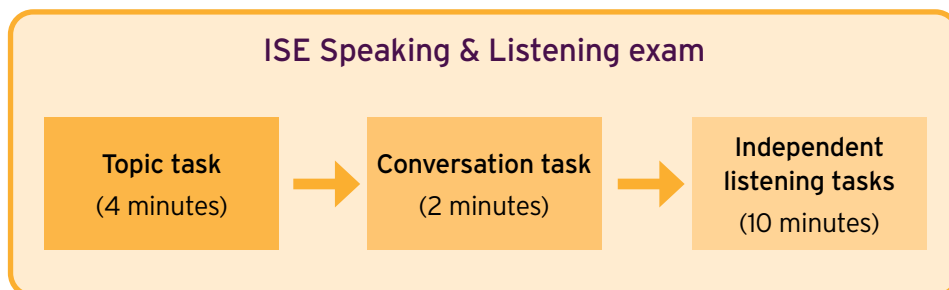 ISE Speaking & Listening exam
Topic task
(4 minutes)
Conversation task
(2 minutes)
Independent
listening tasks
(10 minutes)